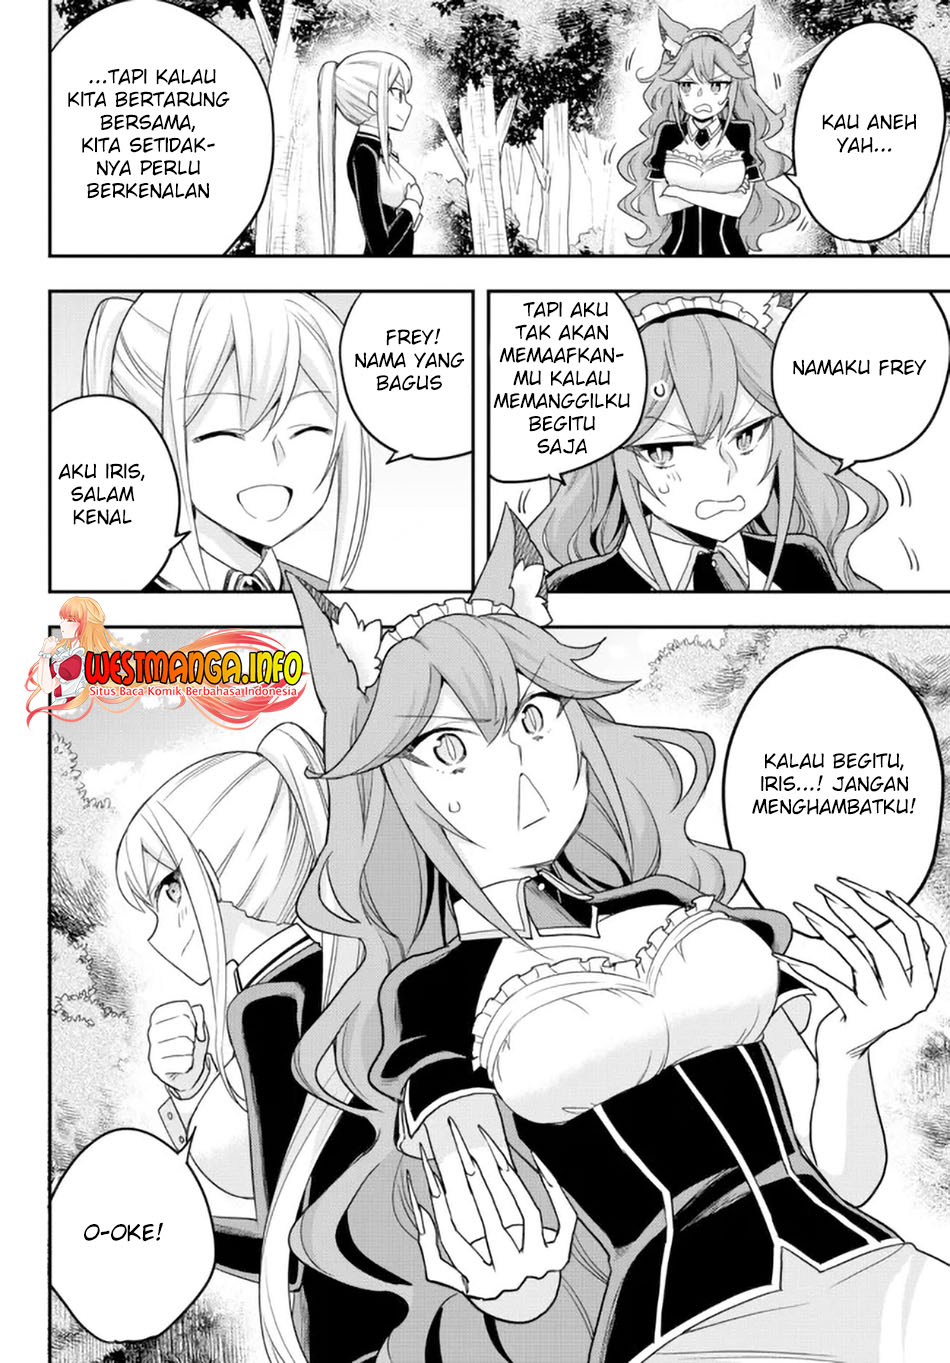 KAU ANEH
YAH...
...TAPI KALAU
KITA BERTARUNG
BERSAMA,
KITA SETIDAK-
NYA PERLU
BERKENALAN
NAMAKU FREY
TAPI AKU
TAK AKAN
MEMAAFKAN-
MU KALAU
MEMANGGILKU
BEGITU
SAJA
FREY!
NAMA YANG
BAGUS
AKU IRIS,
SALAM
KENAL
WESTMANGA.INFO
Situs Baca Komik Berbahasa Indonesia
KALAU BEGITU,
IRIS...! JANGAN
MENGHAMBATKU!
O-OKE!